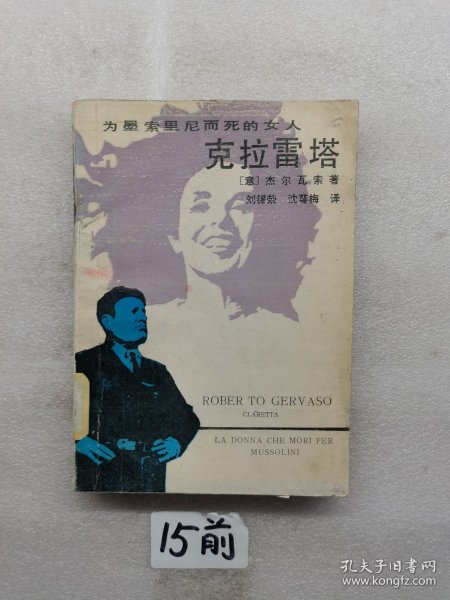 为墨索里尼而死的女人
克拉雷塔
[意] 杰尔瓦索 著
刘锡荣 沈萼梅 译
ROBER TO GERVASO
CLARETTA
LA DONNA CHE MORÌ PER
MUSSOLINI
15前
孔夫子旧书网
www.kongfz.com